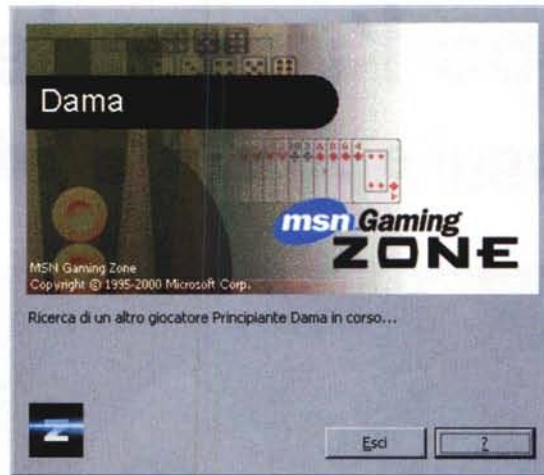 Dama
msn Gaming
ZONE
MSN Gaming Zone
Copyright © 1995-2000 Microsoft Corp.
Ricerca di un altro giocatore Principiante Dama in corso...
Z
Esci
?